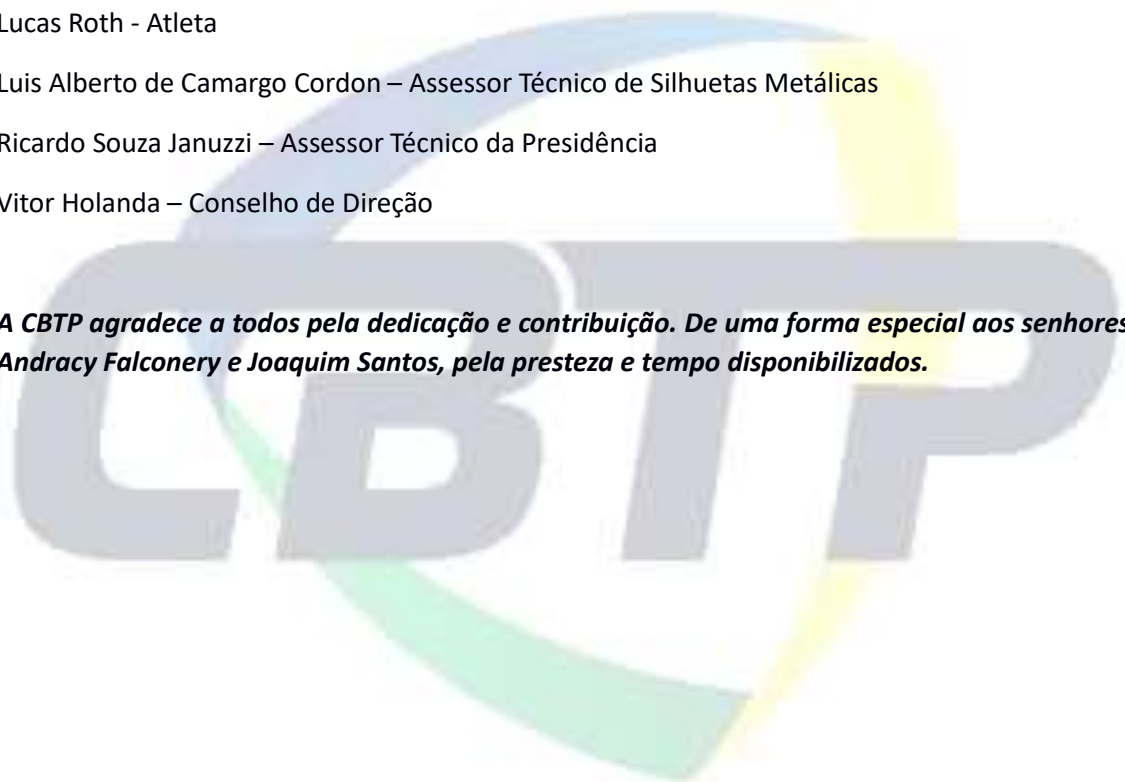 Lucas Roth - Atleta
Luis Alberto de Camargo Cordon – Assessor Técnico de Silhuetas Metálicas
Ricardo Souza Januzzi – Assessor Técnico da Presidência
Vitor Holanda – Conselho de Direção
A CBTP agradece a todos pela dedicação e contribuição. De uma forma especial aos senhores
Andracy Falconery e Joaquim Santos, pela presteza e tempo disponibilizados.
CBTP